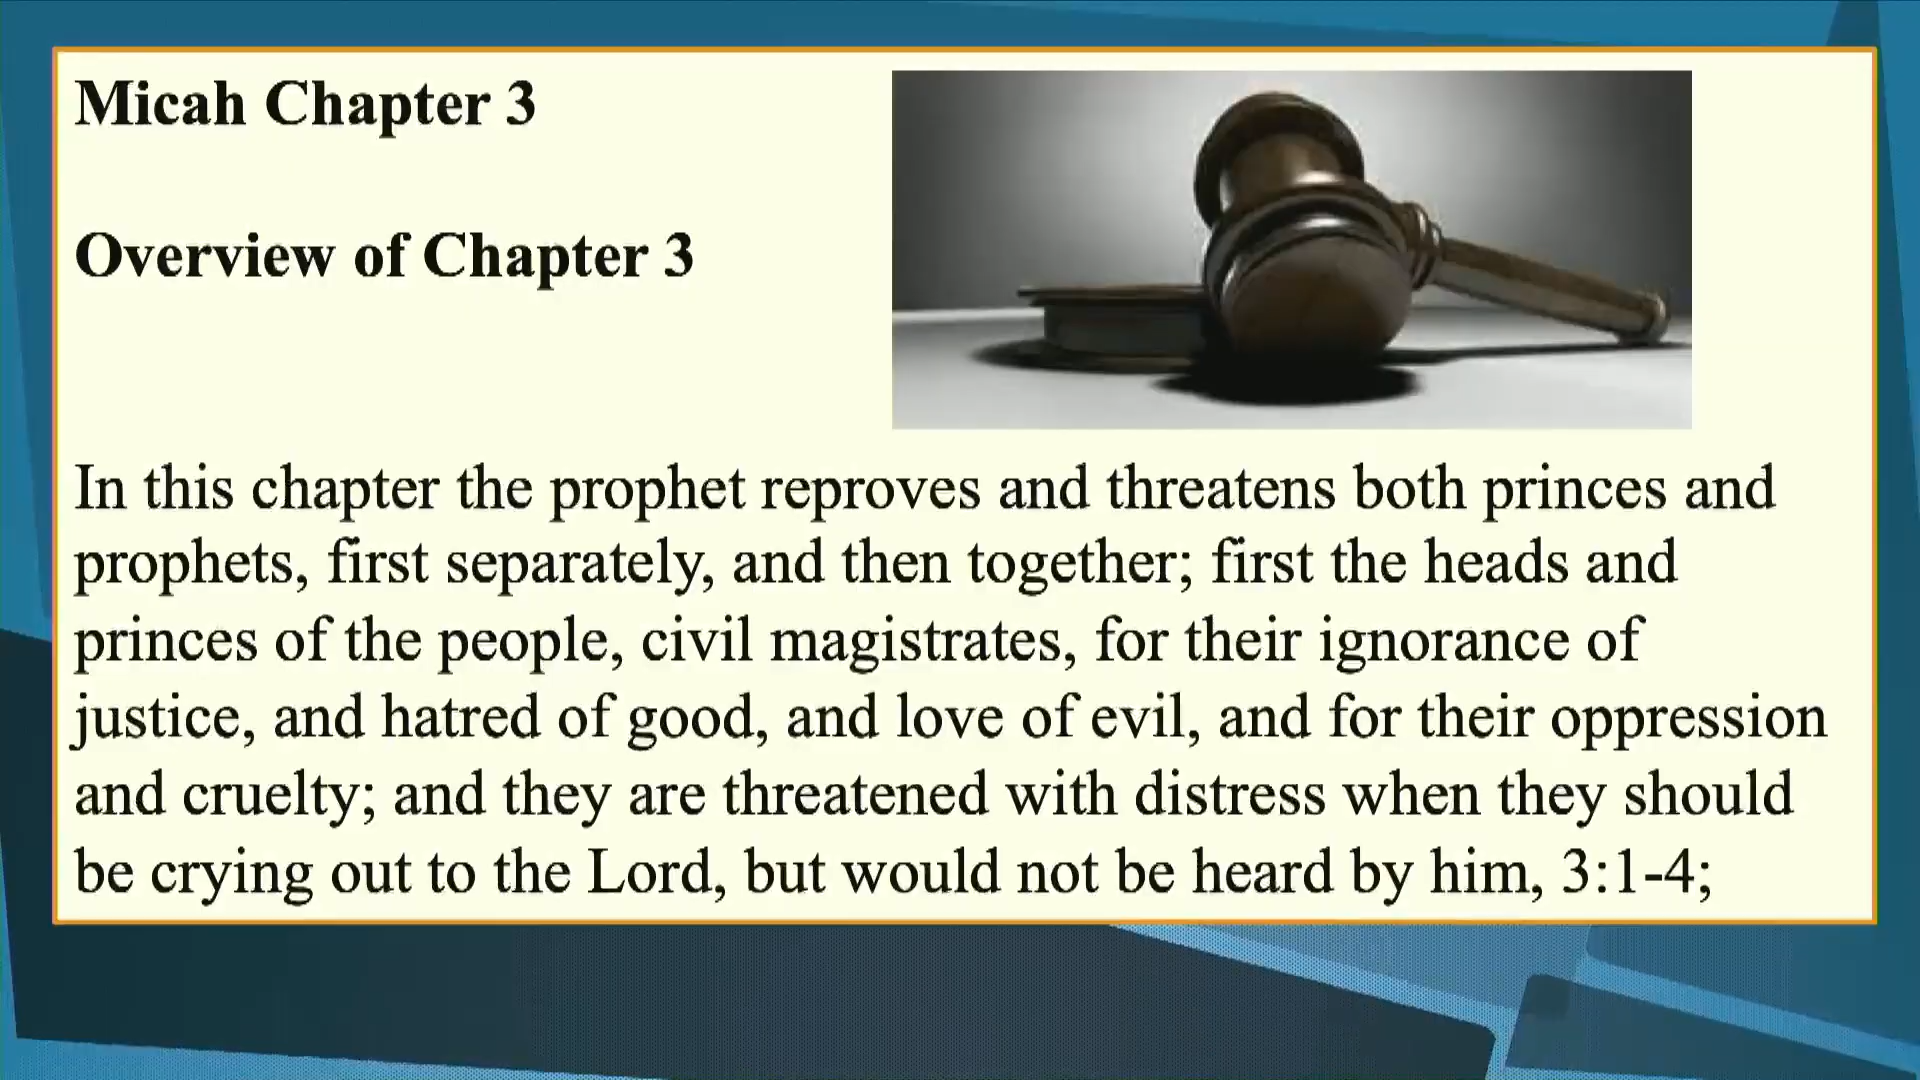 Micah Chapter 3
Overview of Chapter 3
In this chapter the prophet reproves and threatens both princes and
prophets, first separately, and then together; first the heads and
princes of the people, civil magistrates, for their ignorance of
justice, and hatred of good, and love of evil, and for their oppression
and cruelty; and they are threatened with distress when they should
be crying out to the Lord, but would not be heard by him, 3:1-4;